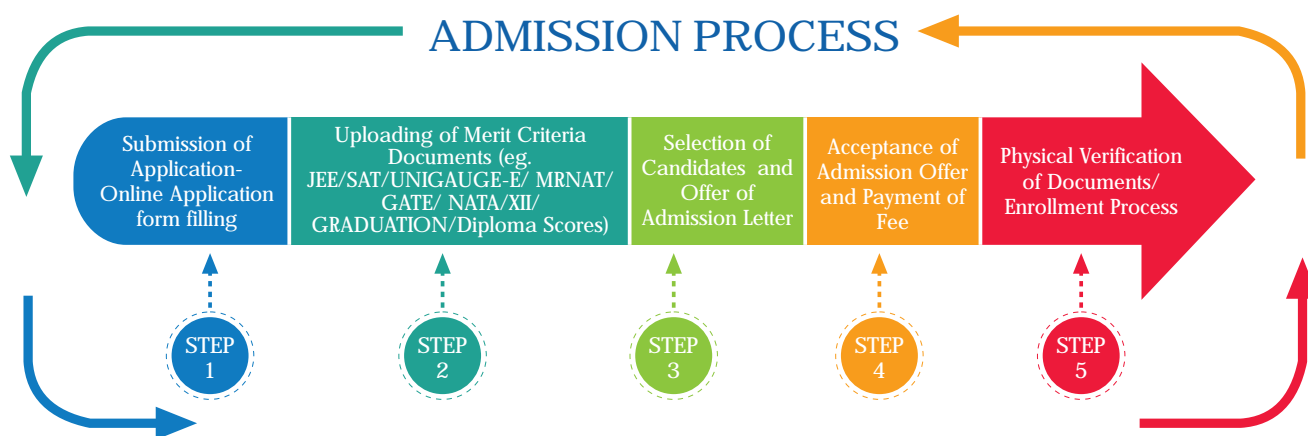 ADMISSION PROCESS
Submission of
Application-
Online Application
form filling
Uploading of Merit Criteria
Documents (eg.
JEE/SAT/UNIGAUGE-E/ MRNAT/
GATE/ NATA/XII/
GRADUATION/Diploma Scores)
Selection of
Candidates and
Offer of
Admission Letter
Acceptance of
Admission Offer
and Payment of
Fee
Physical Verification
of Documents/
Enrollment Process
STEP
1
STEP
2
STEP
3
STEP
4
STEP
5